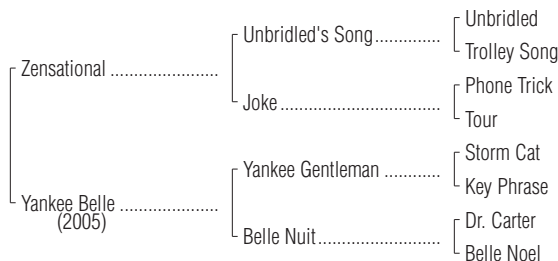 Unbridled
Unbridled's Song..............
Trolley Song
Zensational .......................
Phone Trick
Joke ..................................
Tour
Storm Cat
Yankee Gentleman ............
Key Phrase
Yankee Belle .....................
(2005)
Dr. Carter
Belle Nuit..........................
Belle Noel